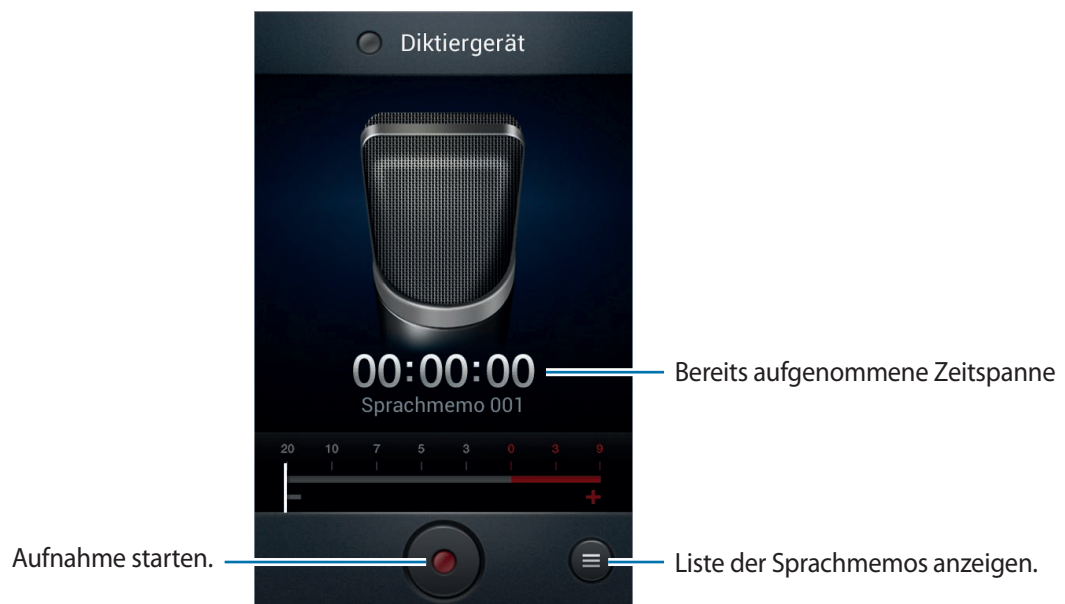 Diktiergerät
00:00:00
Bereits aufgenommene Zeitspanne
Sprachmemo 001
20 10 7 5 3 0 3 9
− +
Aufnahme starten.
Liste der Sprachmemos anzeigen.